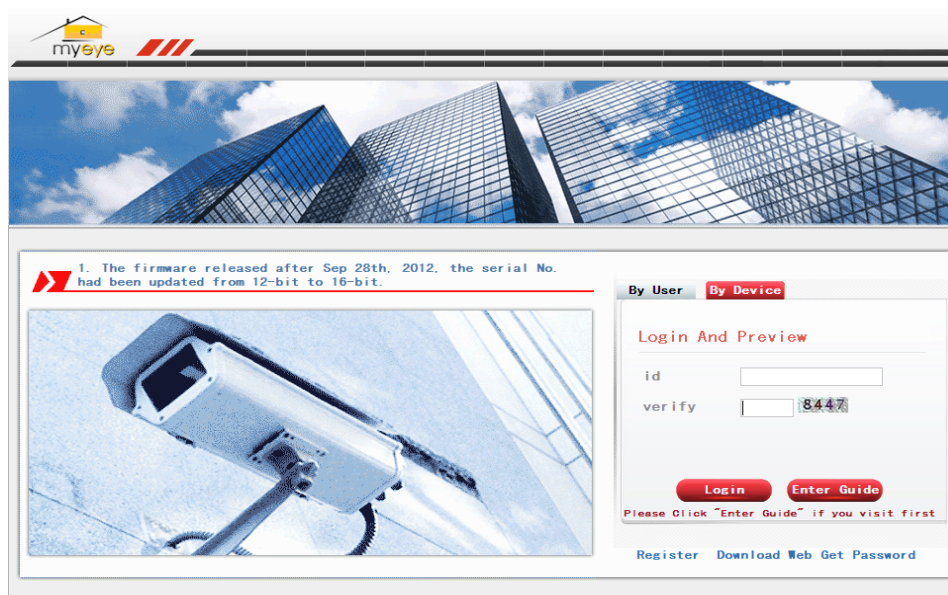 myeye
1. The firmware released after Sep 28th, 2012, the serial No.
had been updated from 12-bit to 16-bit.
By User By Device
Login And Preview
id
verify 8447
Login Enter Guide
Please Click "Enter Guide" if you visit first
Register Download Web Get Password